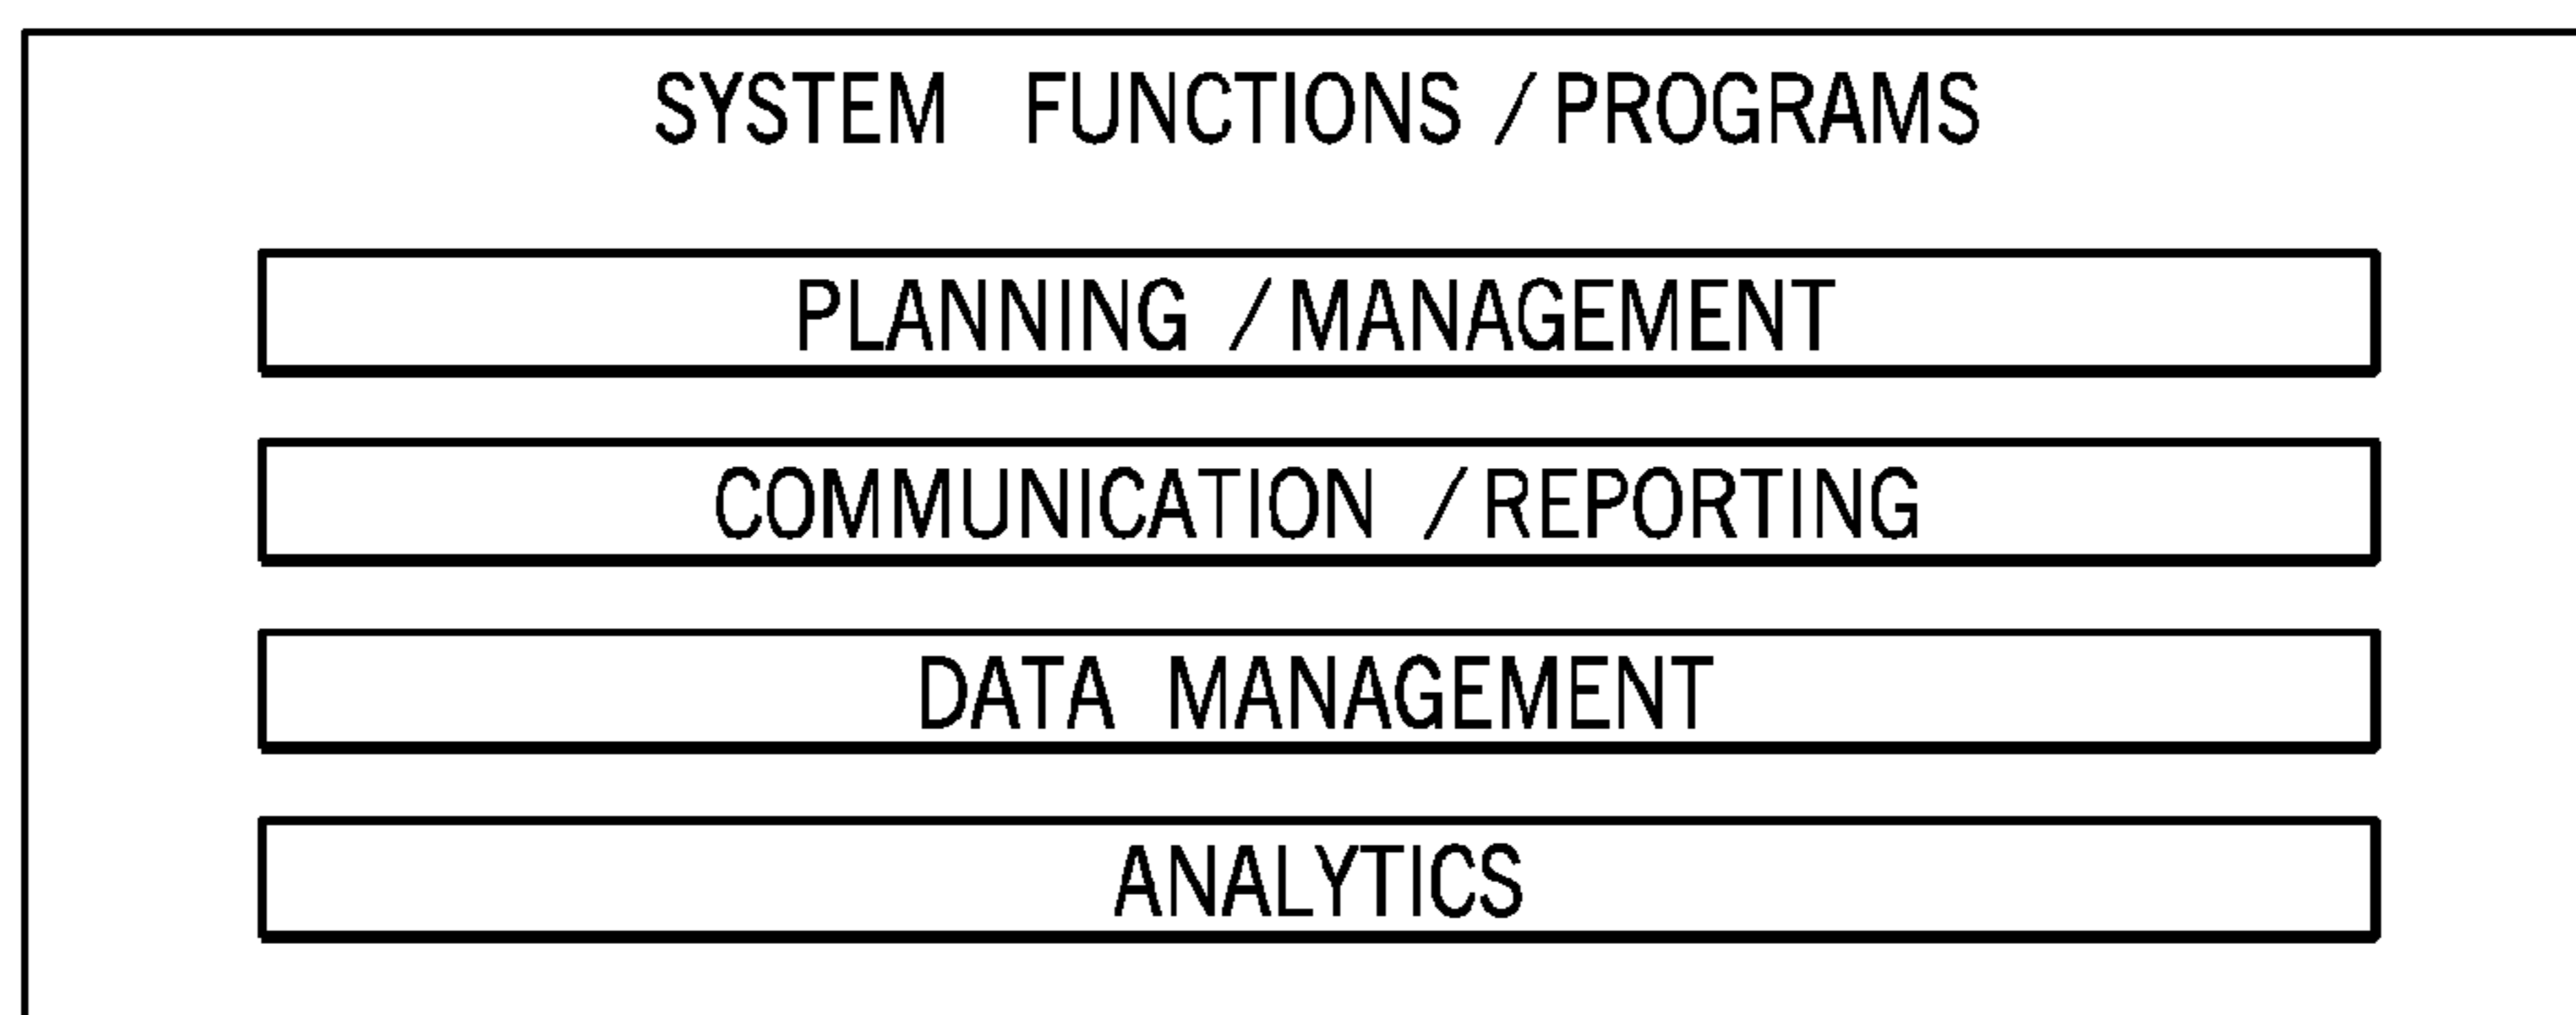 SYSTEM FUNCTIONS / PROGRAMS
PLANNING / MANAGEMENT
COMMUNICATION / REPORTING
DATA MANAGEMENT
ANALYTICS